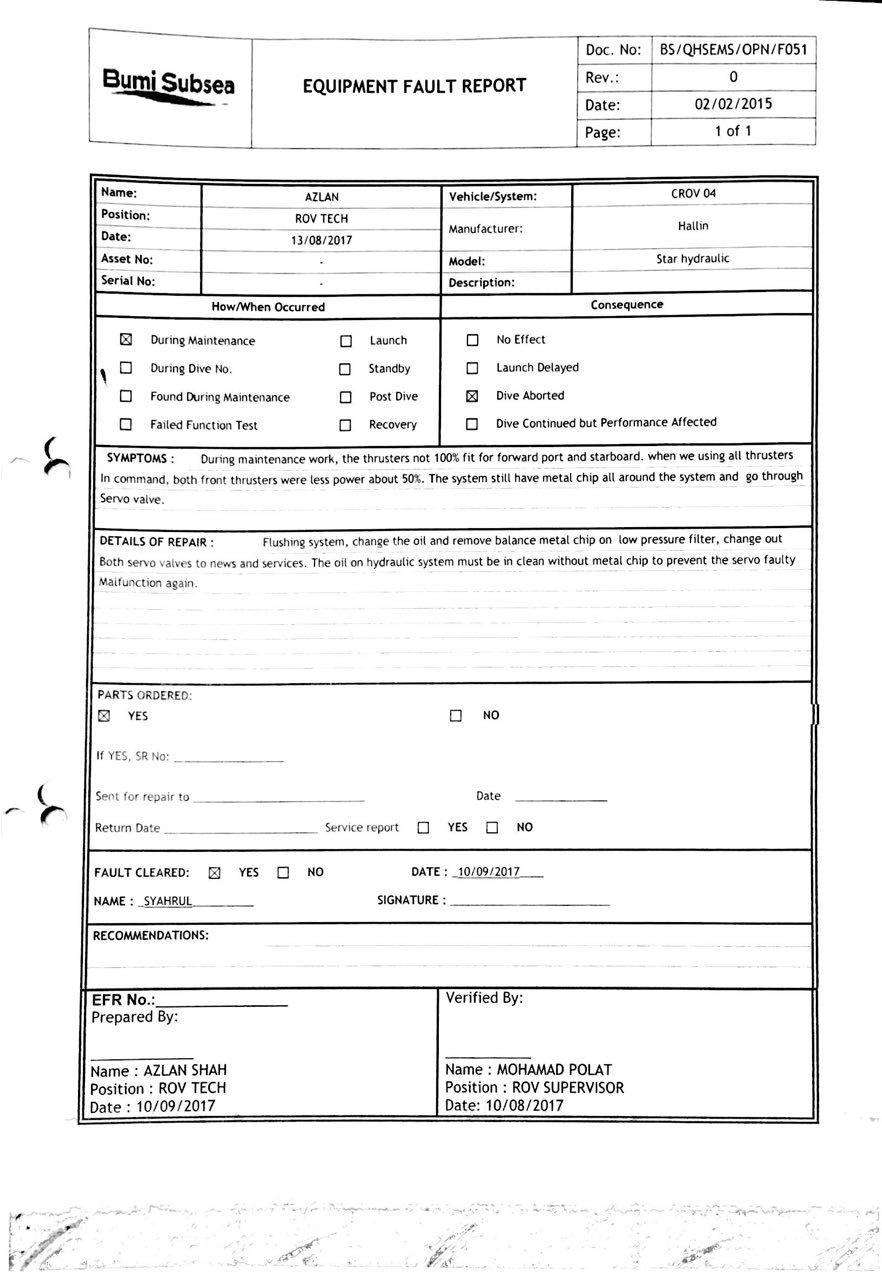 Bumi Subsea
EQUIPMENT FAULT REPORT
Doc. No: BS/QHSEMS/OPN/F051
Rev.: 0
Date: 02/02/2015
Page: 1 of 1
Name: AZLAN Vehicle/System: CROV 04
Position: ROV TECH Manufacturer: Hallin
Date: 13/08/2017
Asset No: - Model: Star hydraulic
Serial No: - Description:
How/When Occurred Consequence
☒ During Maintenance ☐ Launch ☐ No Effect
☐ During Dive No. ☐ Standby ☐ Launch Delayed
☐ Found During Maintenance ☐ Post Dive ☒ Dive Aborted
☐ Failed Function Test ☐ Recovery ☐ Dive Continued but Performance Affected
SYMPTOMS : During maintenance work, the thrusters not 100% fit for forward port and starboard. when we using all thrusters
In command, both front thrusters were less power about 50%. The system still have metal chip all around the system and go through
Servo valve.
DETAILS OF REPAIR : Flushing system, change the oil and remove balance metal chip on low pressure filter, change out
Both servo valves to news and services. The oil on hydraulic system must be in clean without metal chip to prevent the servo faulty
Malfunction again.
PARTS ORDERED:
☒ YES ☐ NO
If YES, SR No: ____________
Sent for repair to ____________ Date ____________
Return Date ____________ Service report ☐ YES ☐ NO
FAULT CLEARED: ☒ YES ☐ NO DATE : _10/09/2017____
NAME : _SYAHRUL_________ SIGNATURE : ____________
RECOMMENDATIONS:
EFR No.:____________ Verified By:
Prepared By:
Name : AZLAN SHAH Name : MOHAMAD POLAT
Position : ROV TECH Position : ROV SUPERVISOR
Date : 10/09/2017 Date: 10/08/2017